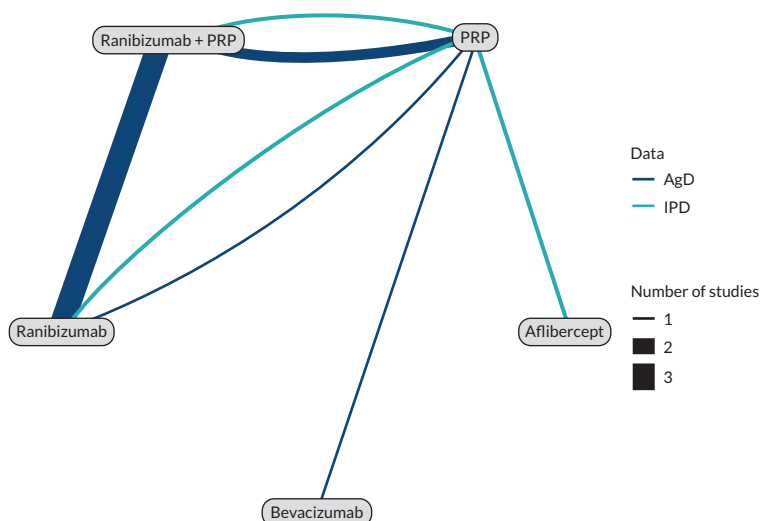 Ranibizumab + PRP
PRP
Data
AgD
IPD
Number of studies
1
2
3
Ranibizumab
Aflibercept
Bevacizumab